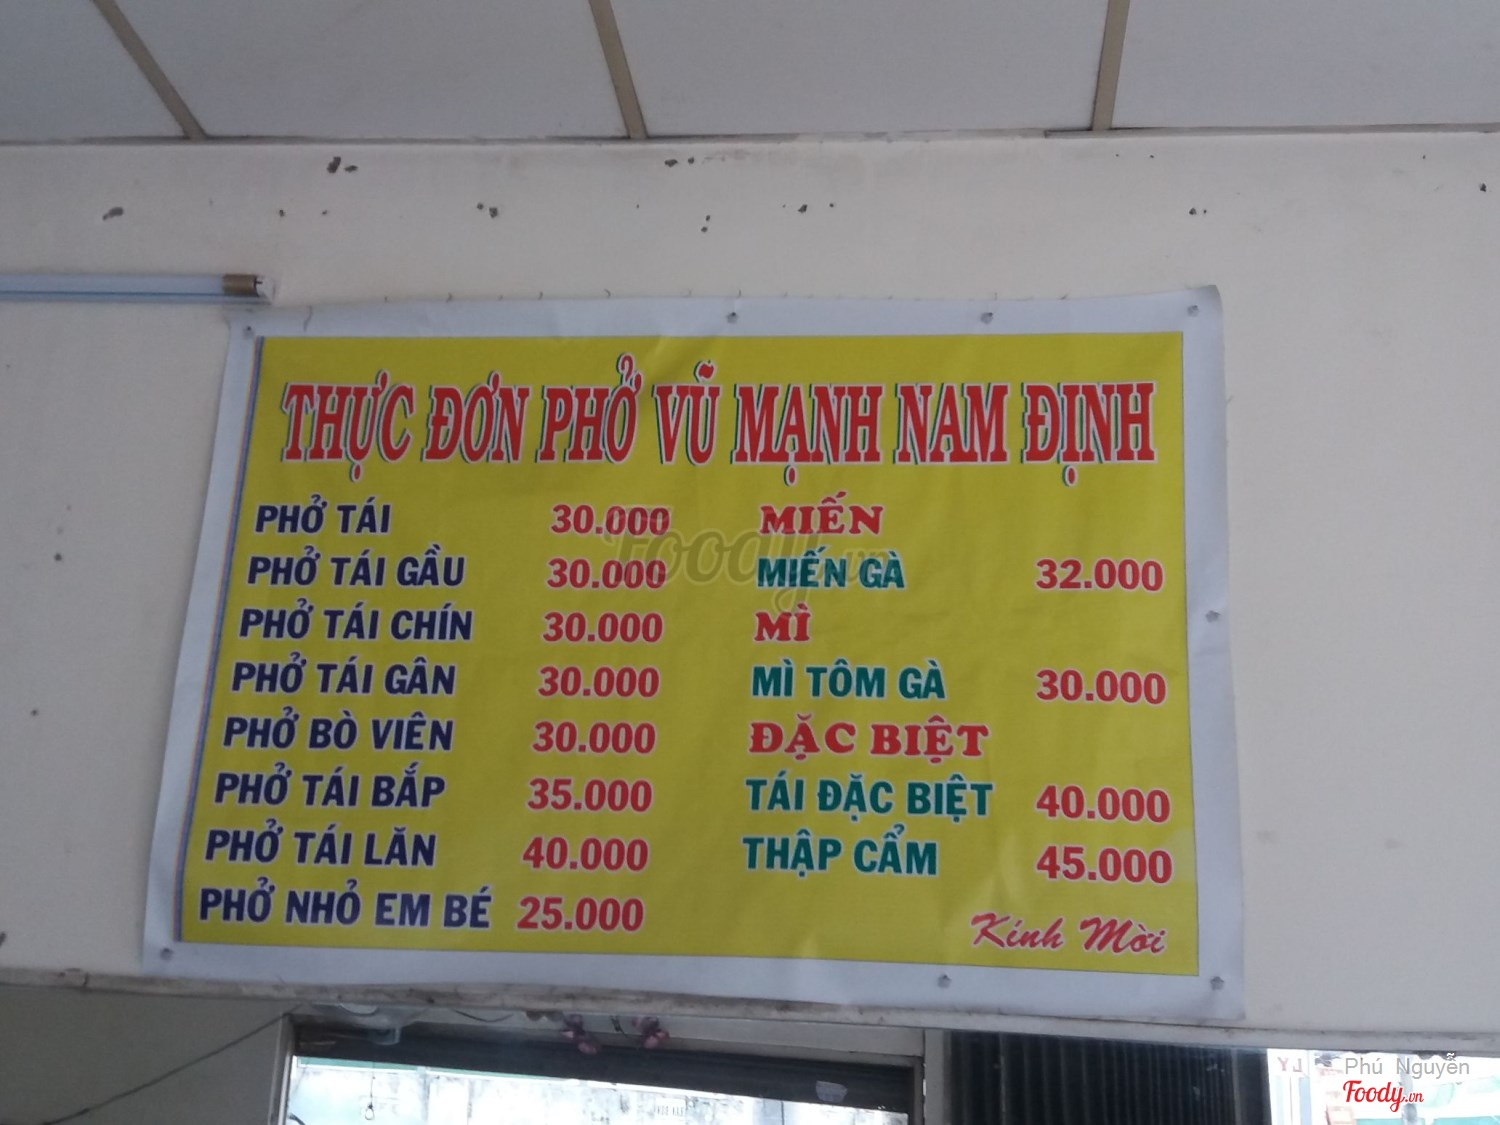 THỰC ĐƠN PHỞ VŨ MẠNH NAM ĐỊNH
PHỞ TÁI 30.000
PHỞ TÁI GẦU 30.000
PHỞ TÁI CHÍN 30.000
PHỞ TÁI GÂN 30.000
PHỞ BÒ VIÊN 30.000
PHỞ TÁI BẮP 35.000
PHỞ TÁI LĂN 40.000
PHỞ NHỎ EM BÉ 25.000
MIẾN
MIẾN GÀ 32.000
MÌ
MÌ TÔM GÀ 30.000
ĐẶC BIỆT
TÁI ĐẶC BIỆT 40.000
THẬP CẨM 45.000
Kính Mời
Foody.vn
Phú Nguyễn
Foody.vn